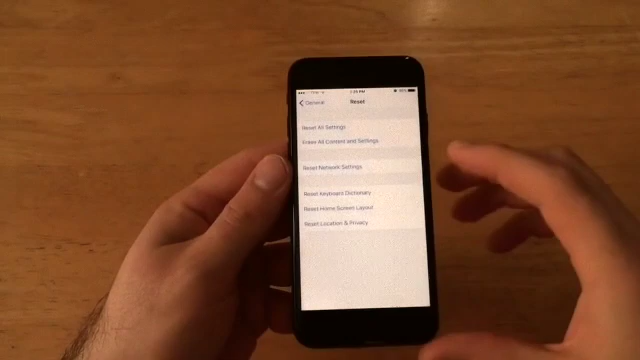 General
Reset
Reset All Settings
Erase All Content and Settings
Reset Network Settings
Reset Keyboard Dictionary
Reset Home Screen Layout
Reset Location & Privacy